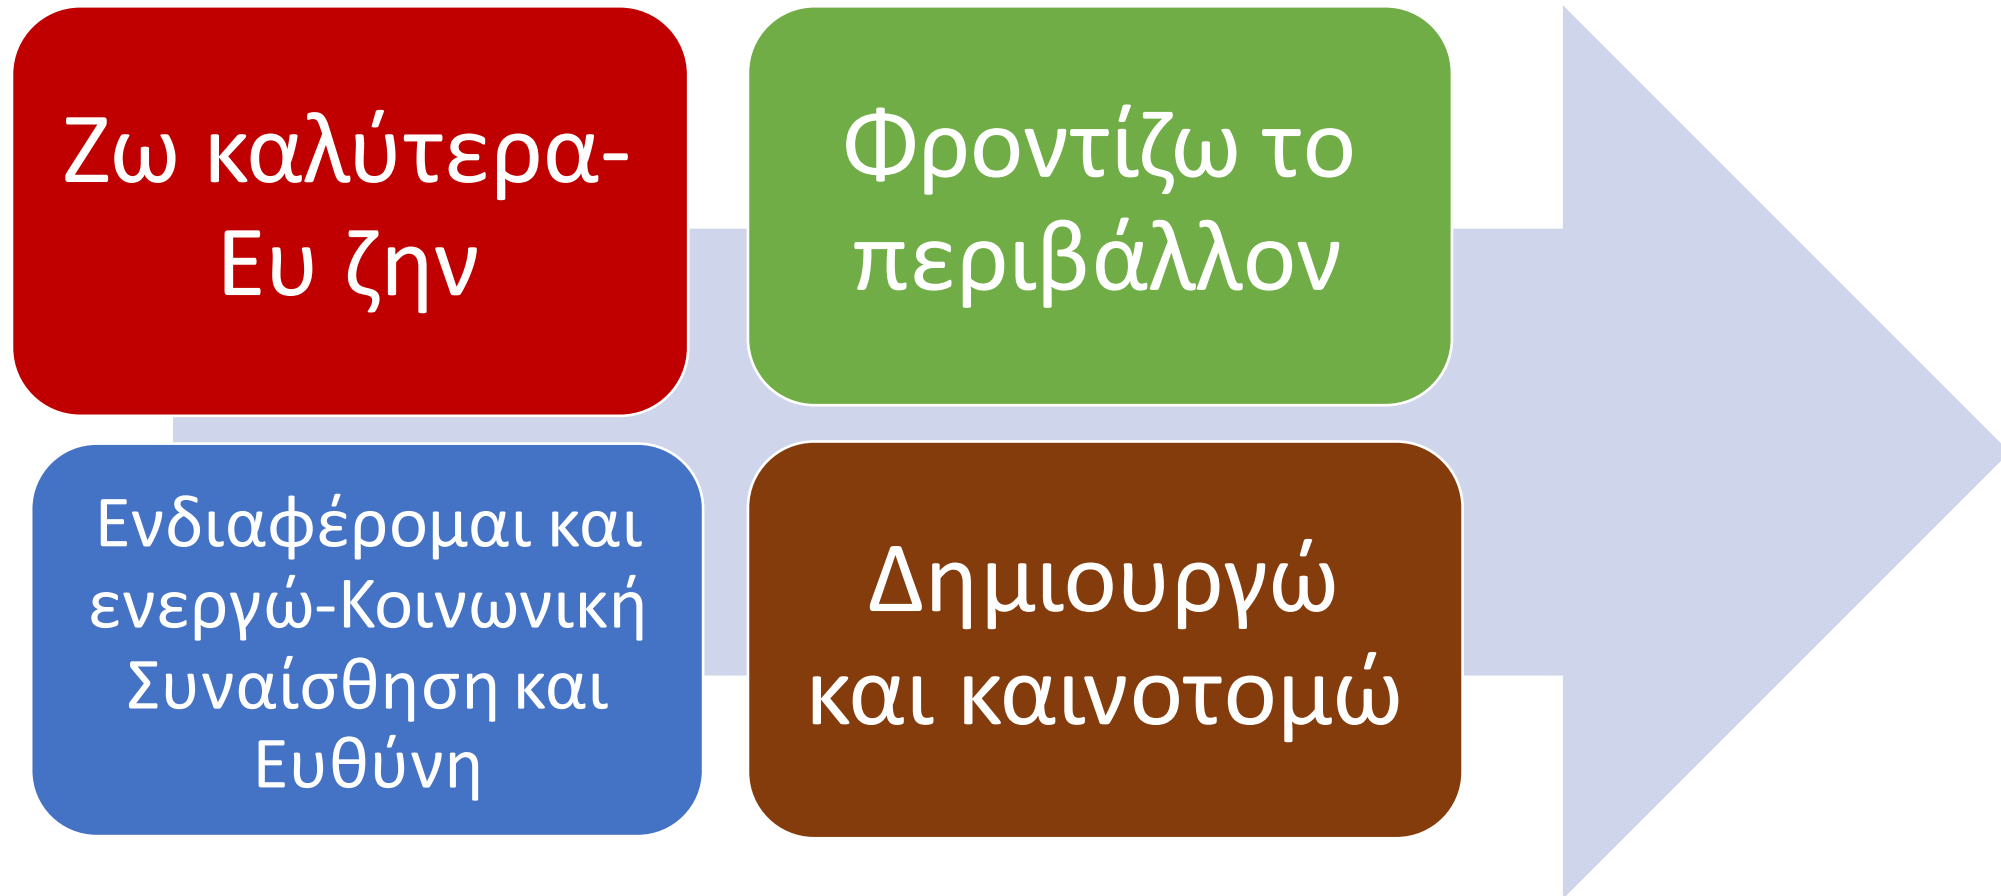 Ζω καλύτερα-
Ευ ζην
Φροντίζω το
περιβάλλον
Ενδιαφέρομαι και
ενεργώ-Κοινωνική
Συναίσθηση και
Ευθύνη
Δημιουργώ
και καινοτομώ